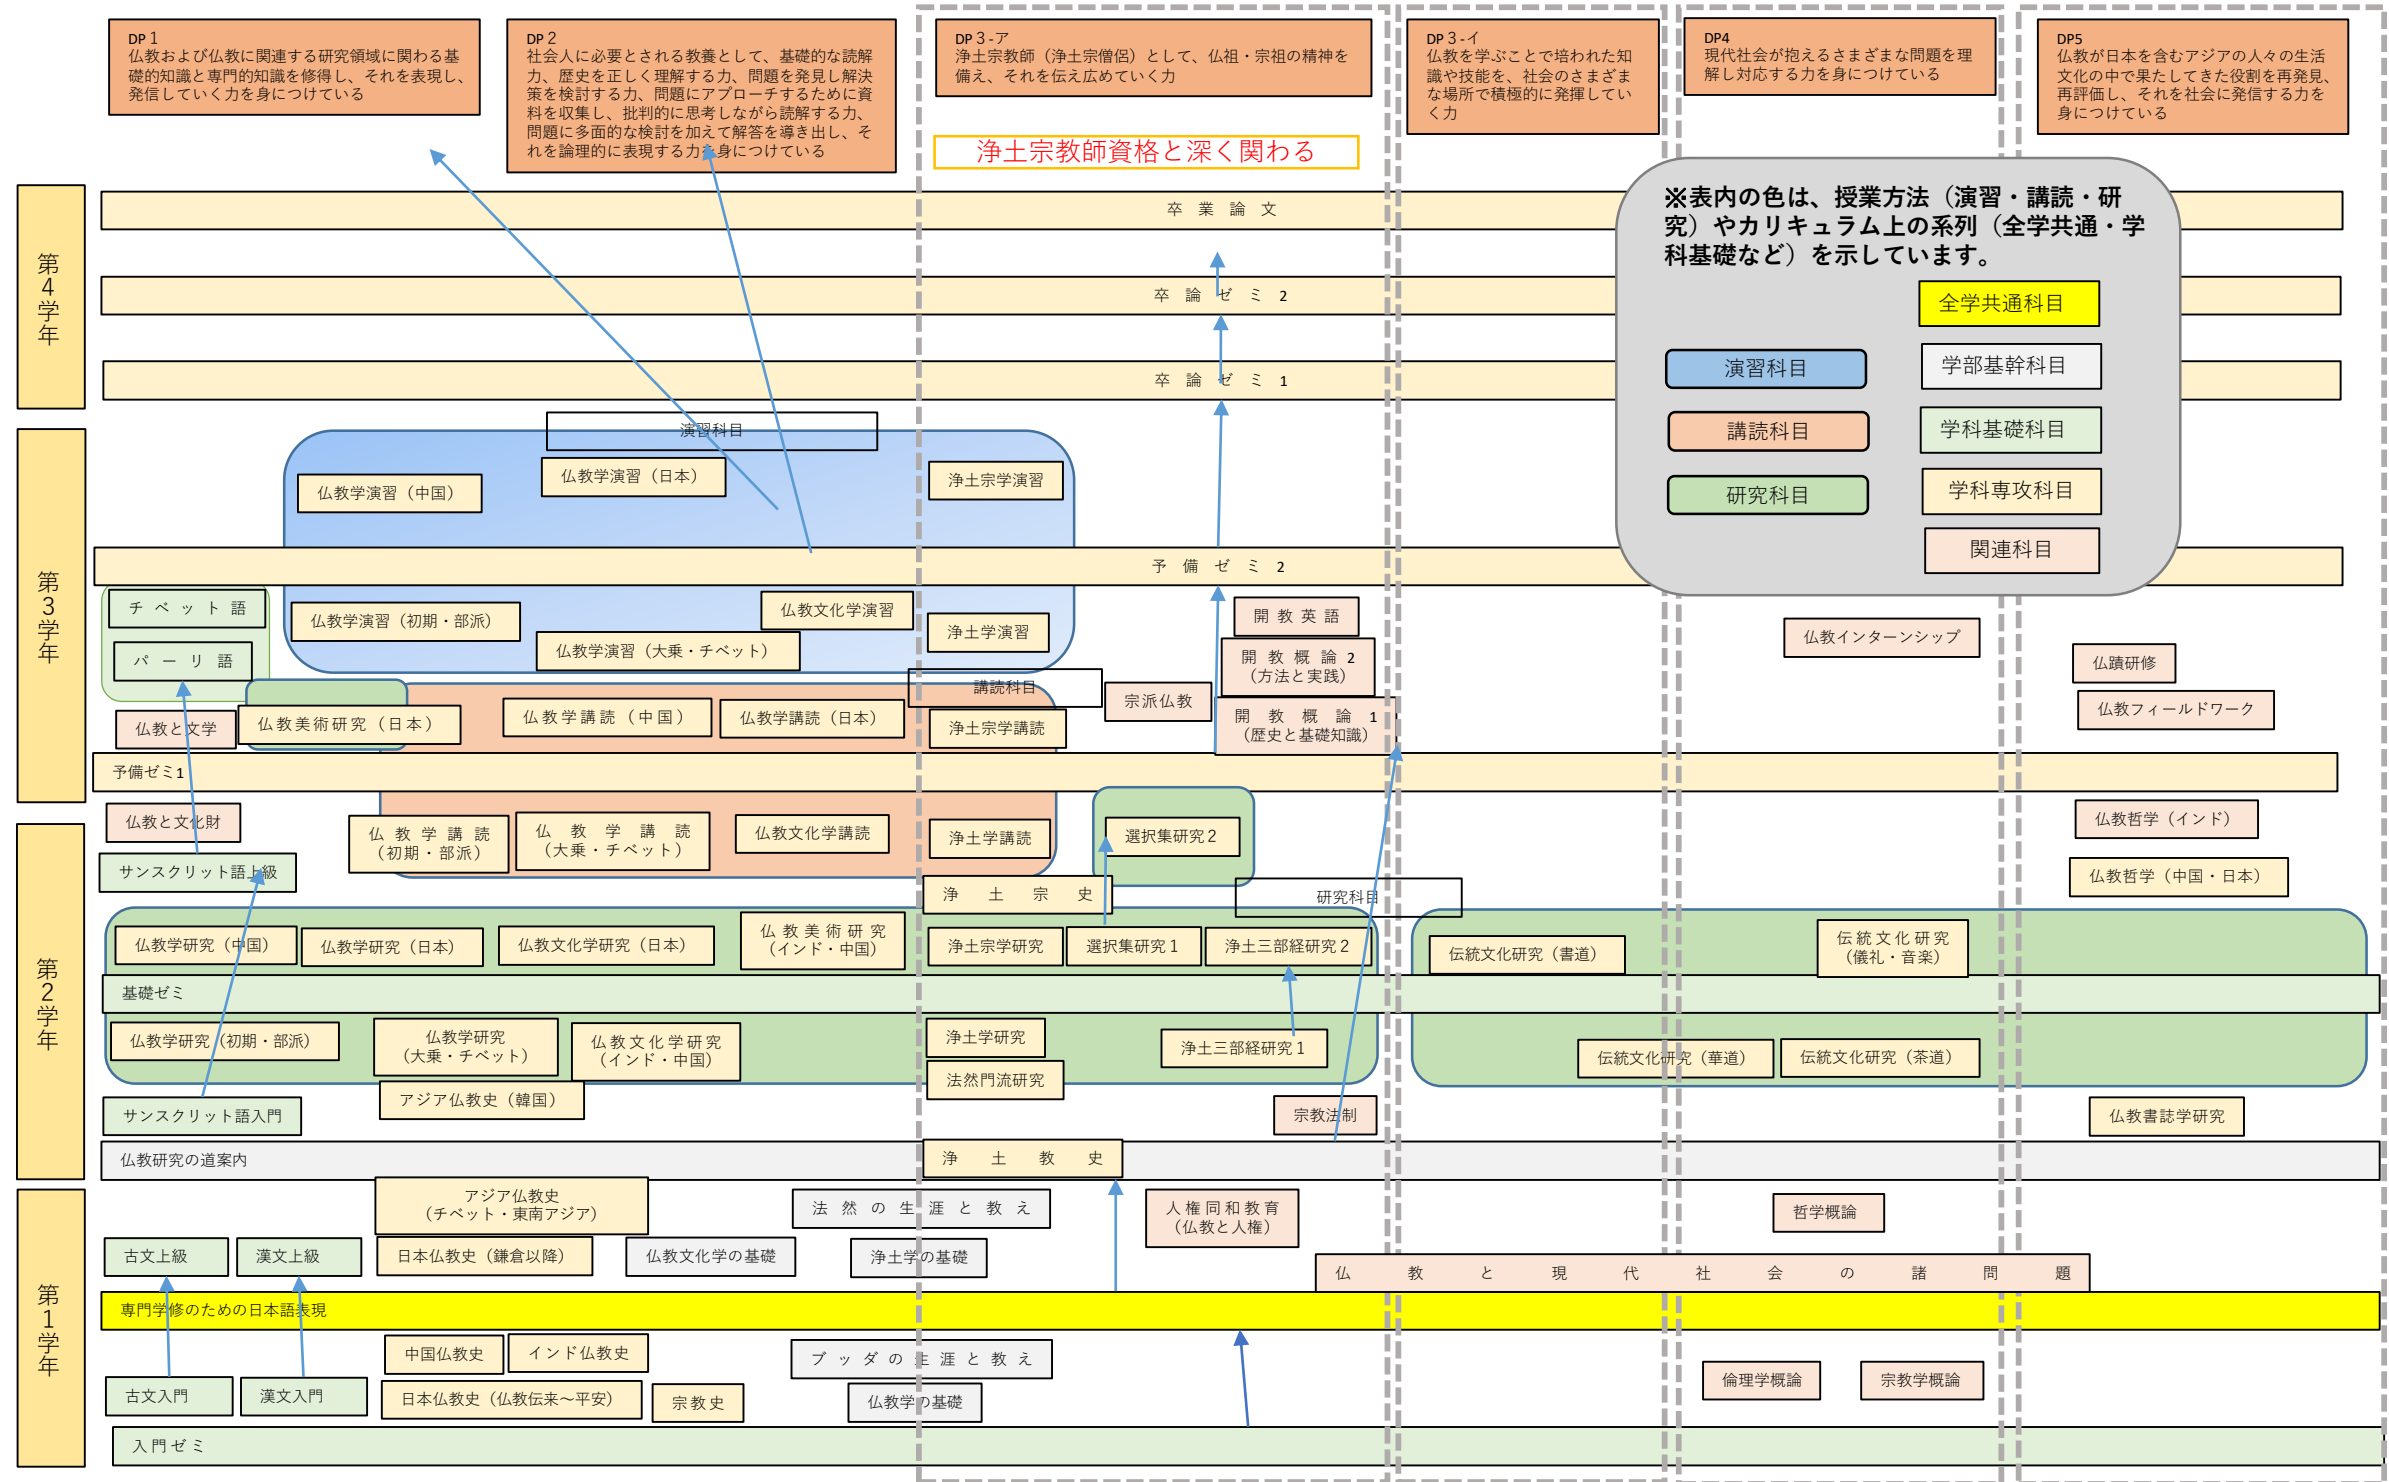 DP 1
仏教および仏教に関連する研究領域に関わる基
礎的知識と専門的知識を修得し、それを表現し、
発信していく力を身につけている
DP 2
社会人に必要とされる教養として、基礎的な読解
力、歴史を正しく理解する力、問題を発見し解決
策を検討する力、問題にアプローチするために資
料を収集し、批判的に思考しながら読解する力、
問題に多面的な検討を加えて解答を導き出し、そ
れを論理的に表現する力を身につけている
DP 3 -ア
浄土宗教師（浄土宗僧侶）として、仏祖・宗祖の精神を
備え、それを伝え広めていく力
DP 3 -イ
仏教を学ぶことで培われた知
識や技能を、社会のさまざま
な場所で積極的に発揮してい
く力
DP4
現代社会が抱えるさまざまな問題を理
解し対応する力を身につけている
DP5
仏教が日本を含むアジアの人々の生活
文化の中で果たしてきた役割を再発見、
再評価し、それを社会に発信する力を
身につけている
浄土宗教師資格と深く関わる
※表内の色は、授業方法（演習・講読・研
究）やカリキュラム上の系列（全学共通・学
科基礎など）を示しています。
全学共通科目
演習科目
学部基幹科目
講読科目
学科基礎科目
研究科目
学科専攻科目
関連科目
第4学年
卒業論文
卒論ゼミ2
卒論ゼミ1
第3学年
演習科目
仏教学演習（中国）
仏教学演習（日本）
浄土宗学演習
予備ゼミ2
チベット語
パーリ語
仏教学演習（初期・部派）
仏教学演習（大乗・チベット）
仏教文化学演習
浄土学演習
開教英語
開教概論2
（方法と実践）
仏教インターンシップ
仏蹟研修
仏教と文学
仏教美術研究（日本）
仏教学講読（中国）
仏教学講読（日本）
講読科目
浄土宗学講読
宗派仏教
開教概論1
（歴史と基礎知識）
仏教フィールドワーク
予備ゼミ1
仏教と文化財
仏教学講読
（初期・部派）
仏教学講読
（大乗・チベット）
仏教文化学講読
浄土学講読
選択集研究２
仏教哲学（インド）
第2学年
サンスクリット語上級
浄土宗史
研究科目
仏教哲学（中国・日本）
仏教学研究（中国）
仏教学研究（日本）
仏教文化学研究（日本）
仏教美術研究
（インド・中国）
浄土宗学研究
選択集研究１
浄土三部経研究２
伝統文化研究（書道）
伝統文化研究
（儀礼・音楽）
基礎ゼミ
仏教学研究（初期・部派）
仏教学研究
（大乗・チベット）
仏教文化学研究
（インド・中国）
浄土学研究
浄土三部経研究１
伝統文化研究（華道）
伝統文化研究（茶道）
法然門流研究
サンスクリット語入門
アジア仏教史（韓国）
宗教法制
仏教書誌学研究
仏教研究の道案内
浄土教史
第1学年
アジア仏教史
（チベット・東南アジア）
法然の生涯と教え
人権同和教育
（仏教と人権）
哲学概論
古文上級
漢文上級
日本仏教史（鎌倉以降）
仏教文化学の基礎
浄土学の基礎
仏教と現代社会の諸問題
専門学修のための日本語表現
中国仏教史
インド仏教史
ブッダの生涯と教え
古文入門
漢文入門
日本仏教史（仏教伝来～平安）
宗教史
仏教学の基礎
倫理学概論
宗教学概論
入門ゼミ